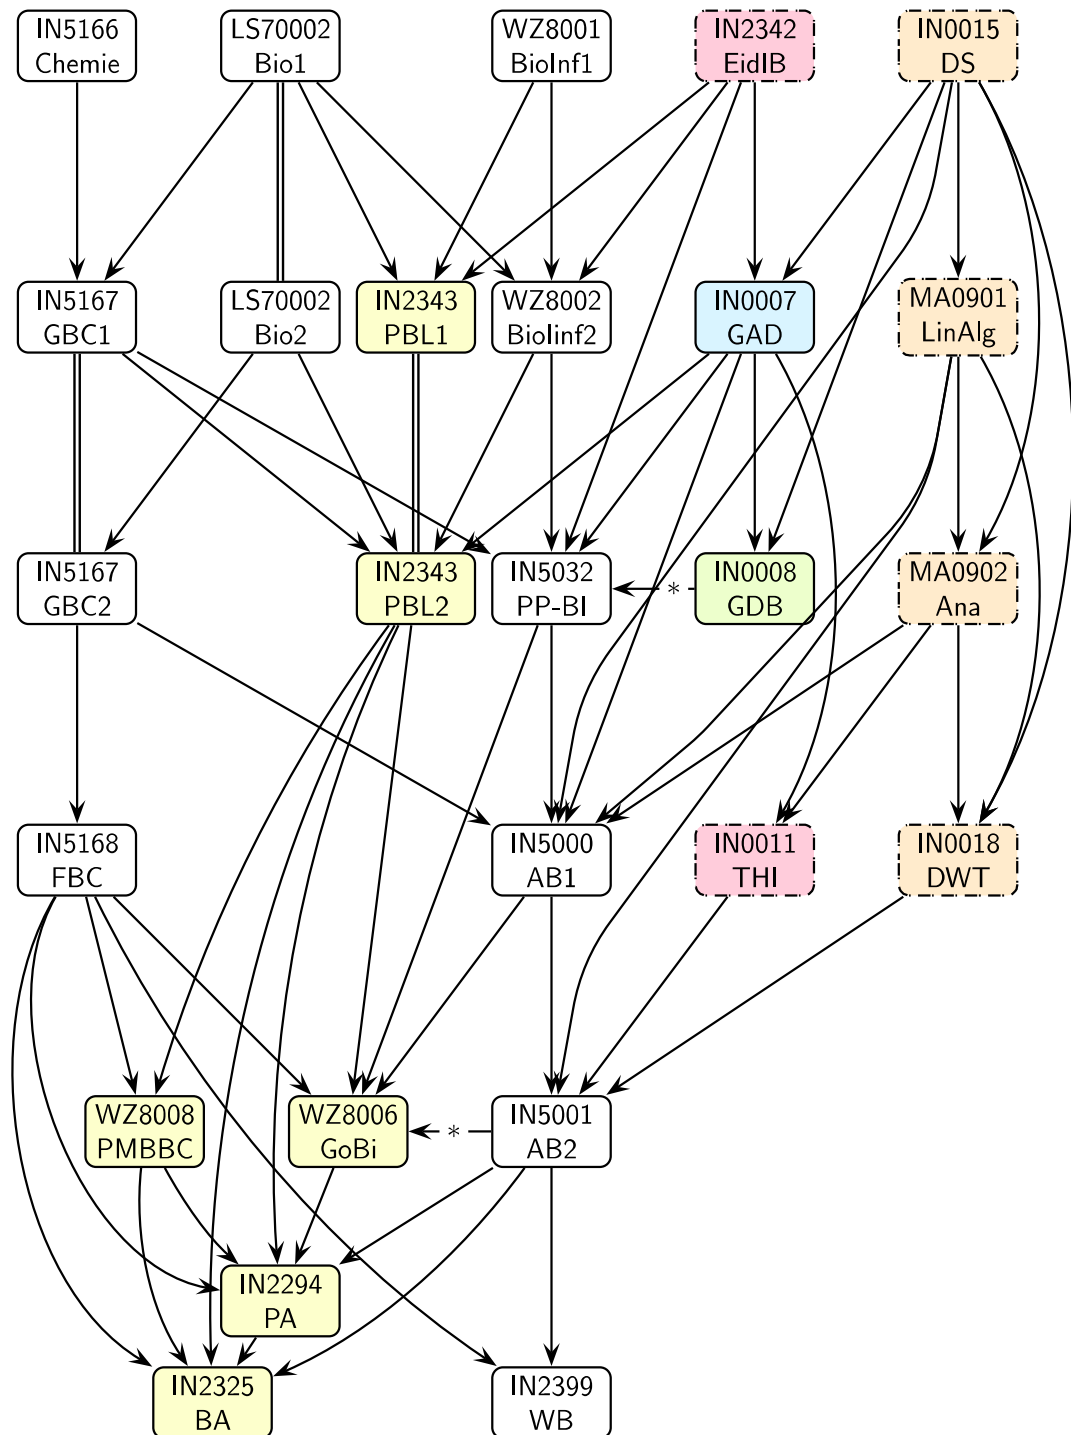 IN5166
Chemie
LS70002
Bio1
WZ8001
BioInf1
IN2342
EidIB
IN0015
DS
IN5167
GBC1
LS70002
Bio2
IN2343
PBL1
WZ8002
BioIinf2
IN0007
GAD
MA0901
LinAlg
IN5167
GBC2
IN2343
PBL2
IN5032
PP-BI
*
IN0008
GDB
MA0902
Ana
IN5168
FBC
IN5000
AB1
IN0011
THI
IN0018
DWT
WZ8008
PMBBC
WZ8006
GoBi
*
IN5001
AB2
IN2294
PA
IN2325
BA
IN2399
WB